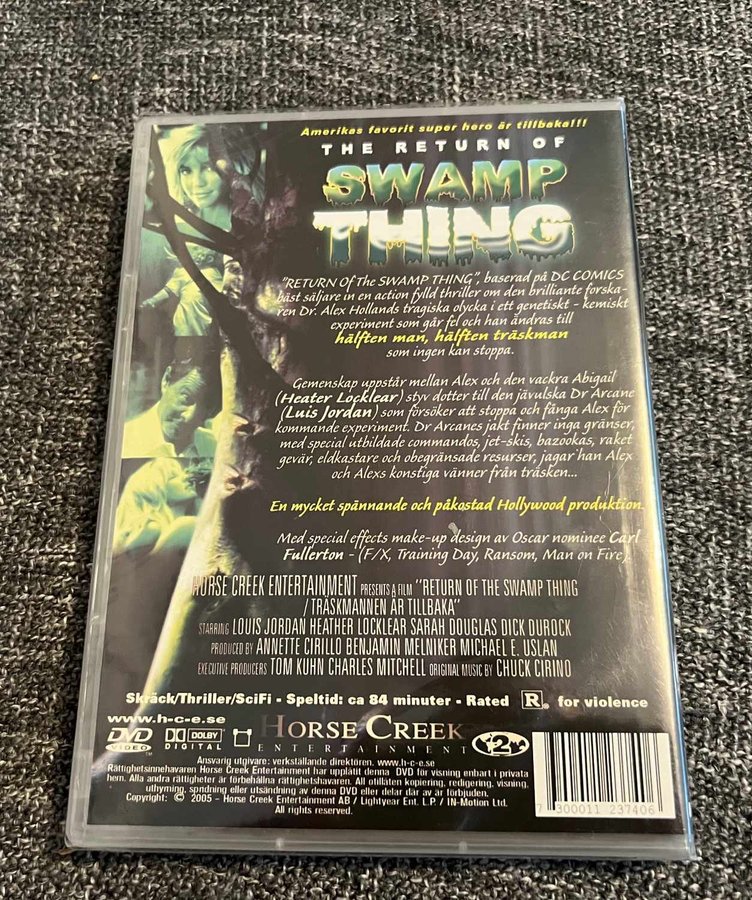 Amerikas favorit super hero är tillbaka!!!
THE RETURN OF
SWAMP
THING
"RETURN Of The SWAMP THING", baserad på DC COMICS
bäst säljare in en action fylld thriller om den brilliante forska-
ren Dr. Alex Hollands tragiska olycka i ett genetiskt - kemiskt
experiment som går fel och han ändras till
hälften man, hälften träskman
som ingen kan stoppa.
Gemenskap uppstår mellan Alex och den vackra Abigail
(Heater Locklear) styv dotter till den jävulska Dr Arcane
(Luis Jordan) som försöker att stoppa och fånga Alex för
kommande experiment. Dr Arcanes jakt finner inga gränser,
med special utbildade commandos, jet-skis, bazookas, raket
gevär, eldkastare och obegränsade resurser, jagar han Alex
och Alexs konstiga vänner från träsken...
En mycket spännande och påkostad Hollywood produktion.
Med special effects make-up design av Oscar nominee Carl
Fullerton - (F/X, Training Day, Ransom, Man on Fire).
HORSE CREEK ENTERTAINMENT PRESENTS A FILM "RETURN OF THE SWAMP THING
/ TRÄSKMANNEN ÄR TILLBAKA"
STARRING LOUIS JORDAN HEATHER LOCKLEAR SARAH DOUGLAS DICK DUROCK
PRODUCED BY ANNETTE CIRILLO BENJAMIN MELNIKER MICHAEL E. USLAN
EXECUTIVE PRODUCERS TOM KUHN CHARLES MITCHELL ORIGINAL MUSIC BY CHUCK CIRINO
Skräck/Thriller/SciFi - Speltid: ca 84 minuter - Rated R for violence
www.h-c-e.se
DVD VIDEO DOLBY DIGITAL HORSE CREEK ENTERTAINMENT 2
Ansvarig utgivare: verkställande direktören. www.h-c-e.se
Rättighetsinnehavaren Horse Creek Entertainment har upplåtit denna DVD för visning enbart i privata
hem. Alla andra rättigheter är förbehållna rättighetshavaren. All otillåten kopiering, redigering, visning,
uthyrning, spridning eller utsändning av denna DVD eller delar där av är förbjuden.
Copyright: © 2005 - Horse Creek Entertainment AB / Lightyear Ent. L.P. / IN-Motion Ltd.
All rights reserved.
7 300011 237406